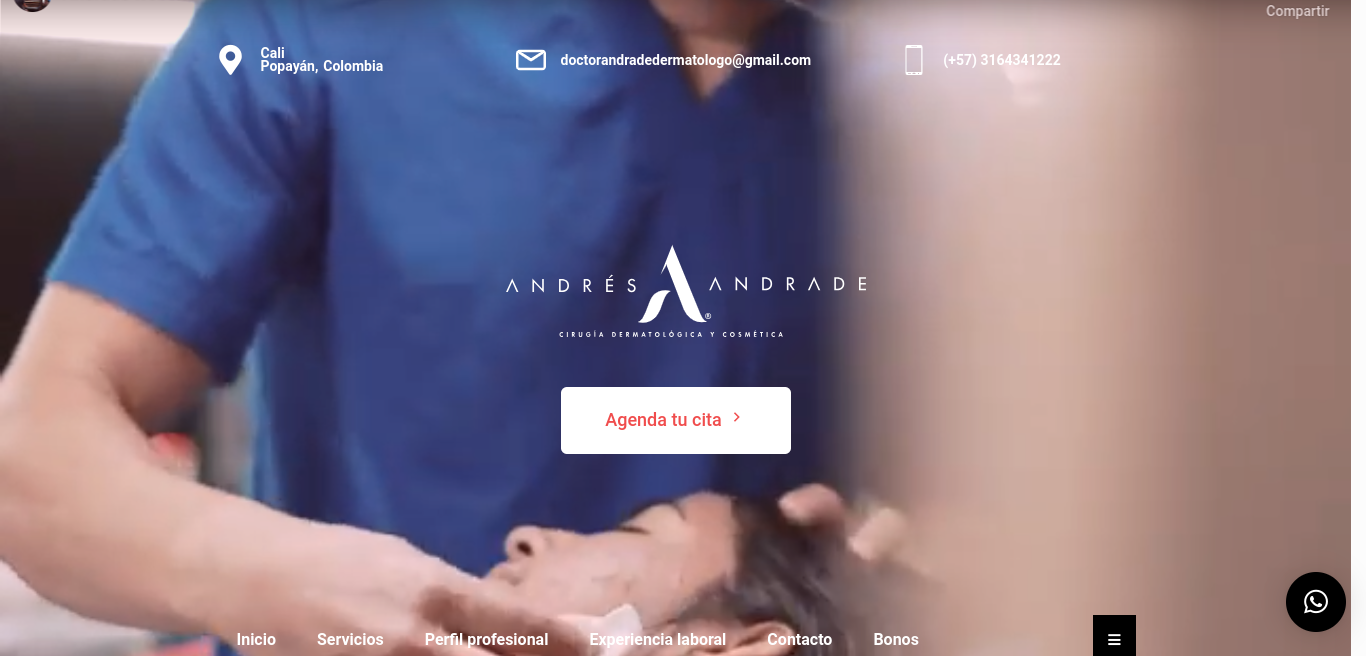 Compartir
Cali
Popayán, Colombia
doctorandradedermatologo@gmail.com
(+57) 3164341222
ANDRÉS A ANDRADE
®
CIRUGÍA DERMATOLÓGICA Y COSMÉTICA
Agenda tu cita
Inicio Servicios Perfil profesional Experiencia laboral Contacto Bonos